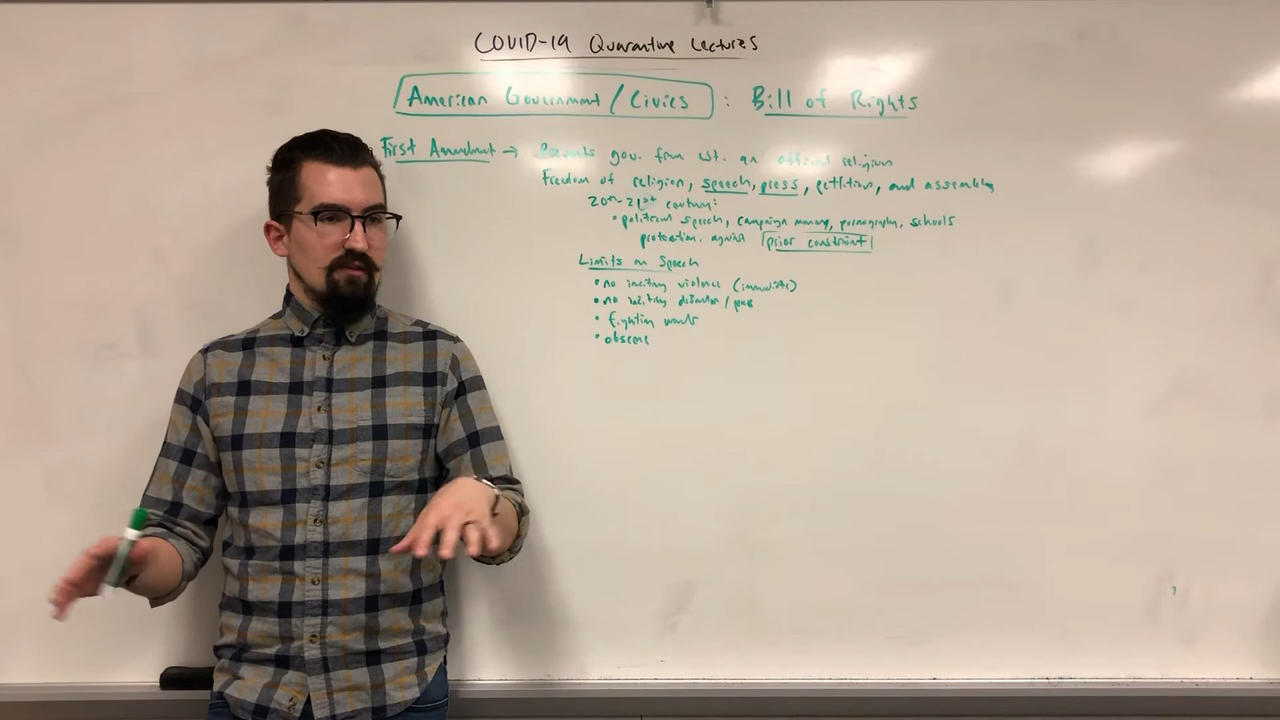 COVID-19 Quarantine Lectures
American Government / Civics : Bill of Rights
First Amendment → Prevents gov. from est. an official religion
Freedom of religion, speech, press, petition, and assembly
20th-21st century:
• political speech, campaign money, pornography, schools
protection against prior constraint
Limits on Speech
• no inciting violence (immediate)
• no inciting disorder /
• fighting words
• obscene